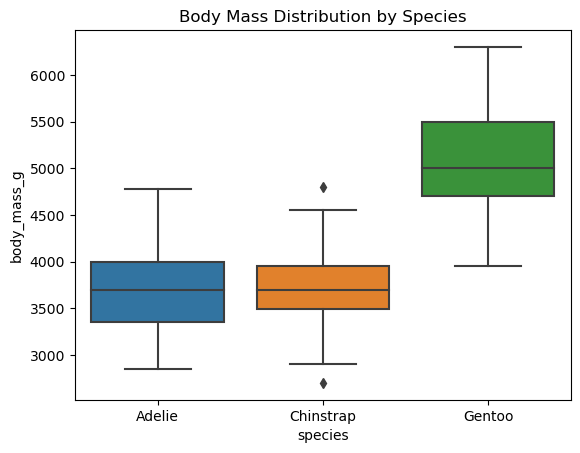 Body Mass Distribution by Species
body_mass_g
6000
5500
5000
4500
4000
3500
3000
Adelie Chinstrap Gentoo
species